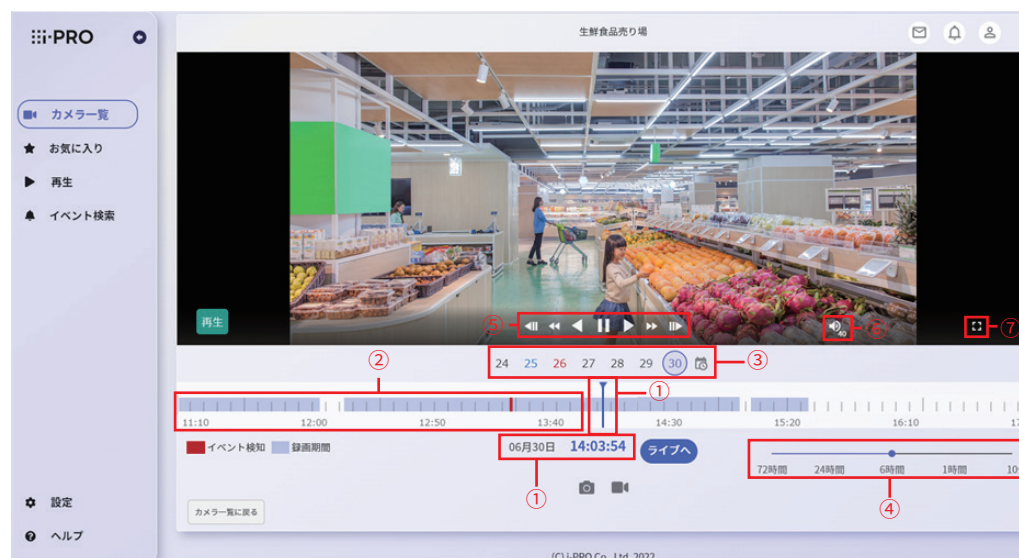 i-PRO
カメラ一覧
お気に入り
再生
イベント検索
設定
ヘルプ
生鮮食品売り場
再生
⑤
40
⑥
⑦
24 25 26 27 28 29 30
③
②
①
11:10 12:00 12:50 13:40 14:30 15:20 16:10 17
イベント検知 録画期間
06月30日 14:03:54 ライブへ
①
72時間 24時間 6時間 1時間 10
④
カメラ一覧に戻る
(C) i-PRO Co., Ltd. 2022